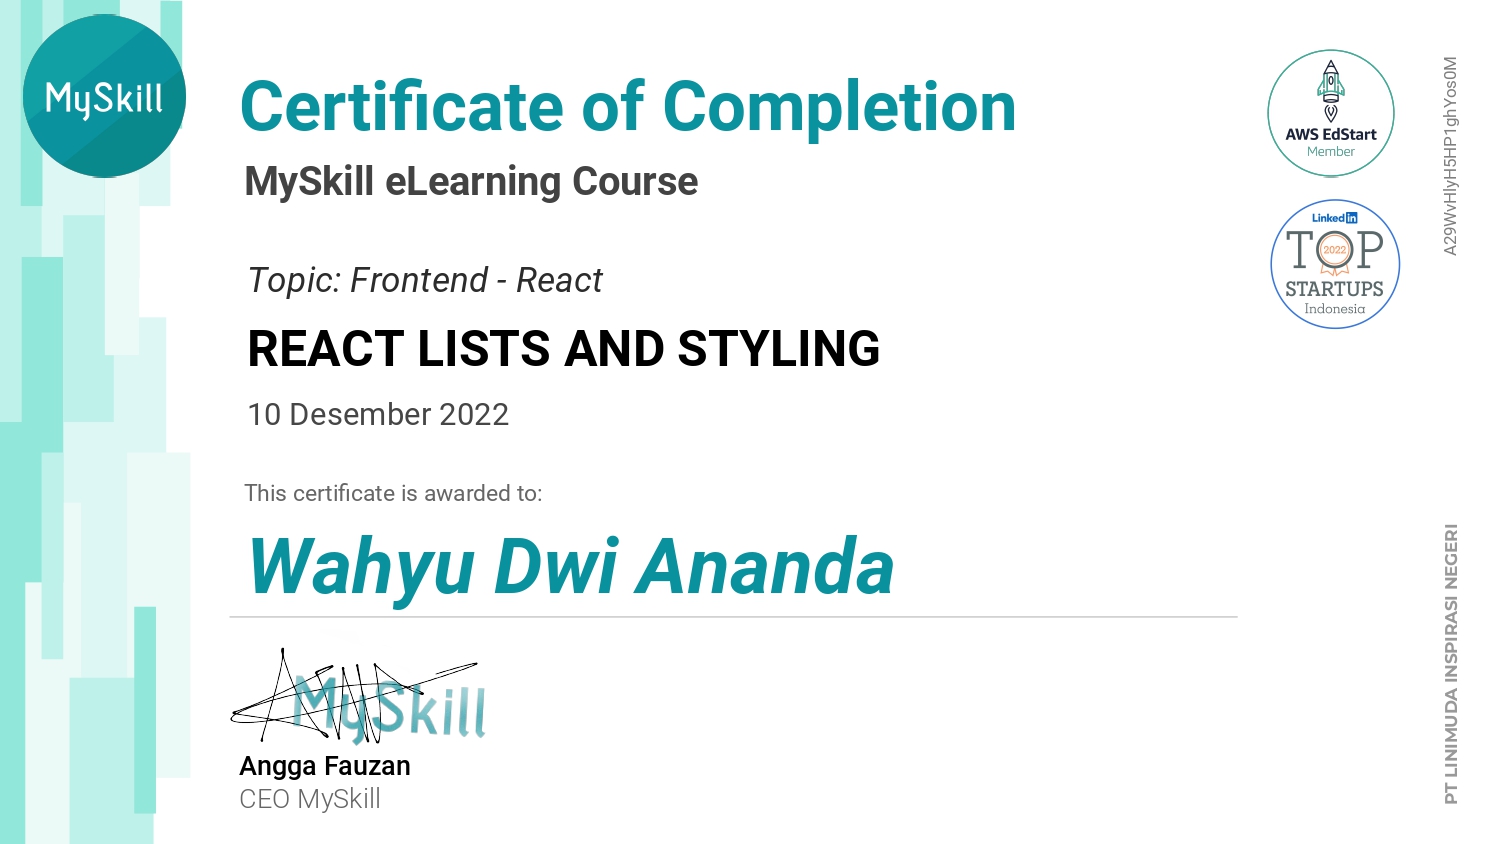 MySkill
Certificate of Completion
MySkill eLearning Course
Topic: Frontend - React
REACT LISTS AND STYLING
10 Desember 2022
This certificate is awarded to:
Wahyu Dwi Ananda
MySkill
Angga Fauzan
CEO MySkill
AWS EdStart
Member
Linked in
TOP
2022
STARTUPS
Indonesia
A29WvHlyH5HP1ghYos0M
PT LINIMUDA INSPIRASI NEGERI